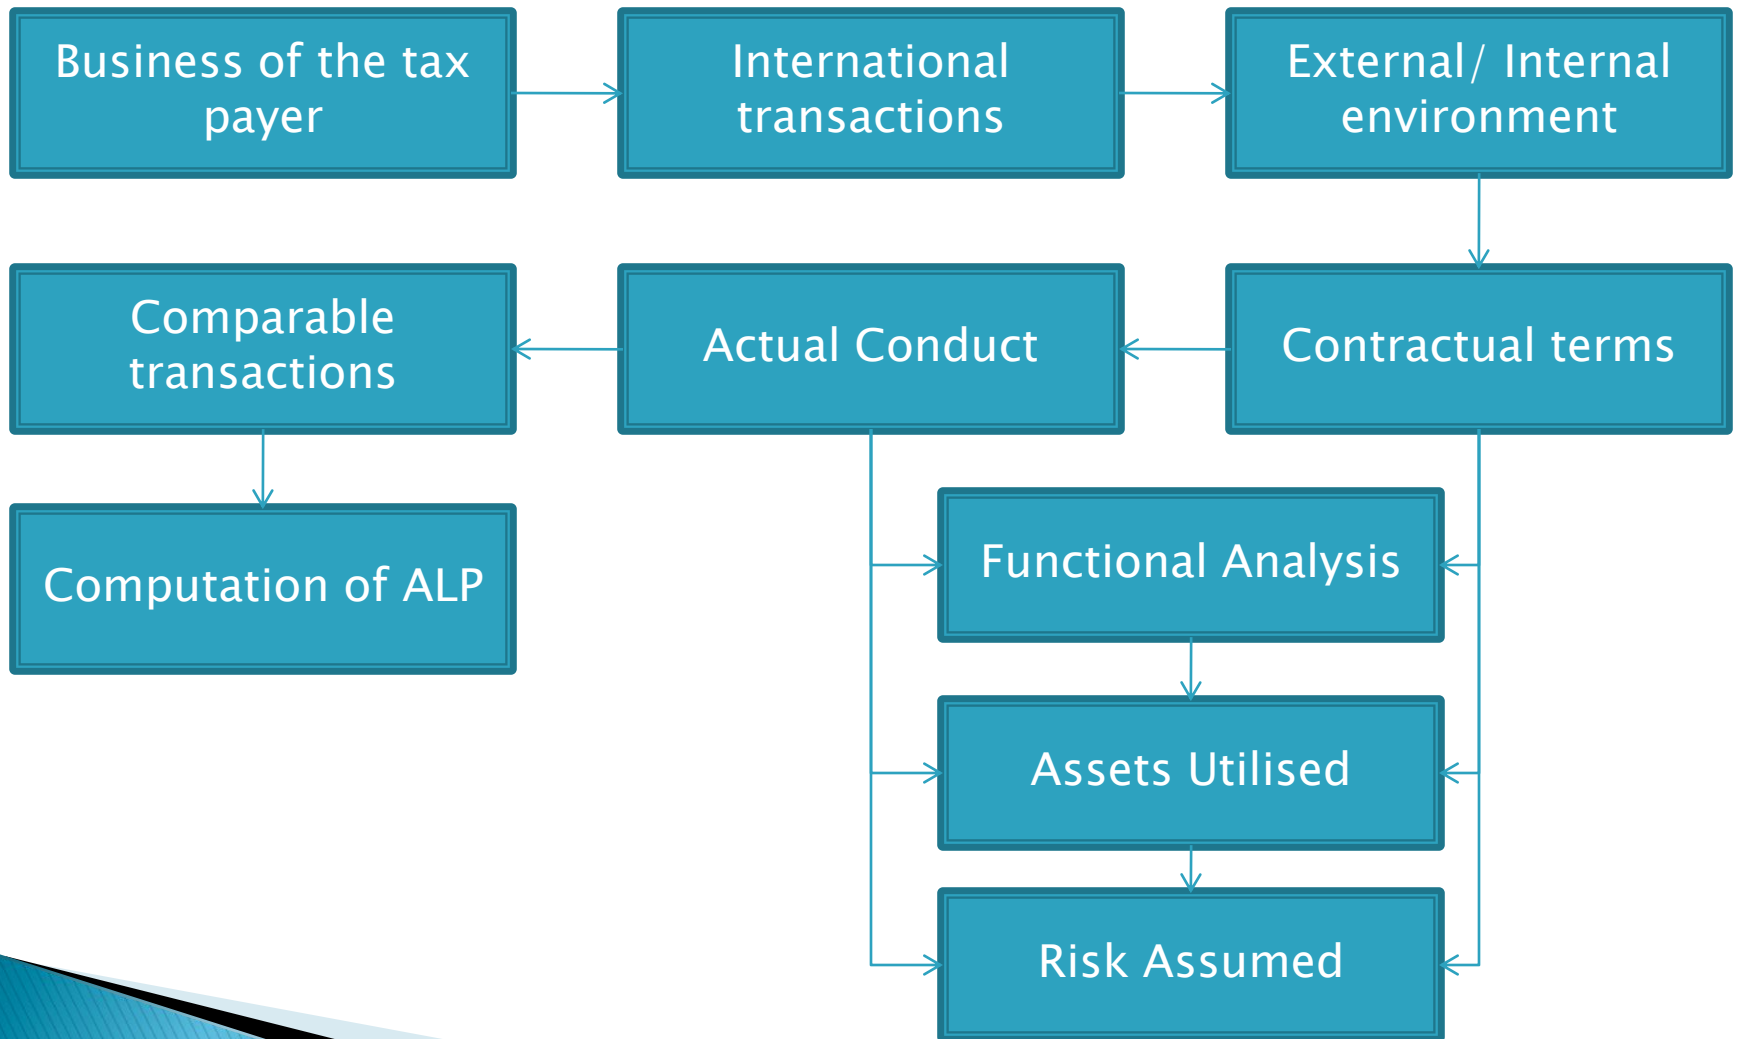 Business of the tax
payer
International
transactions
External/ Internal
environment
Comparable
transactions
Actual Conduct
Contractual terms
Computation of ALP
Functional Analysis
Assets Utilised
Risk Assumed